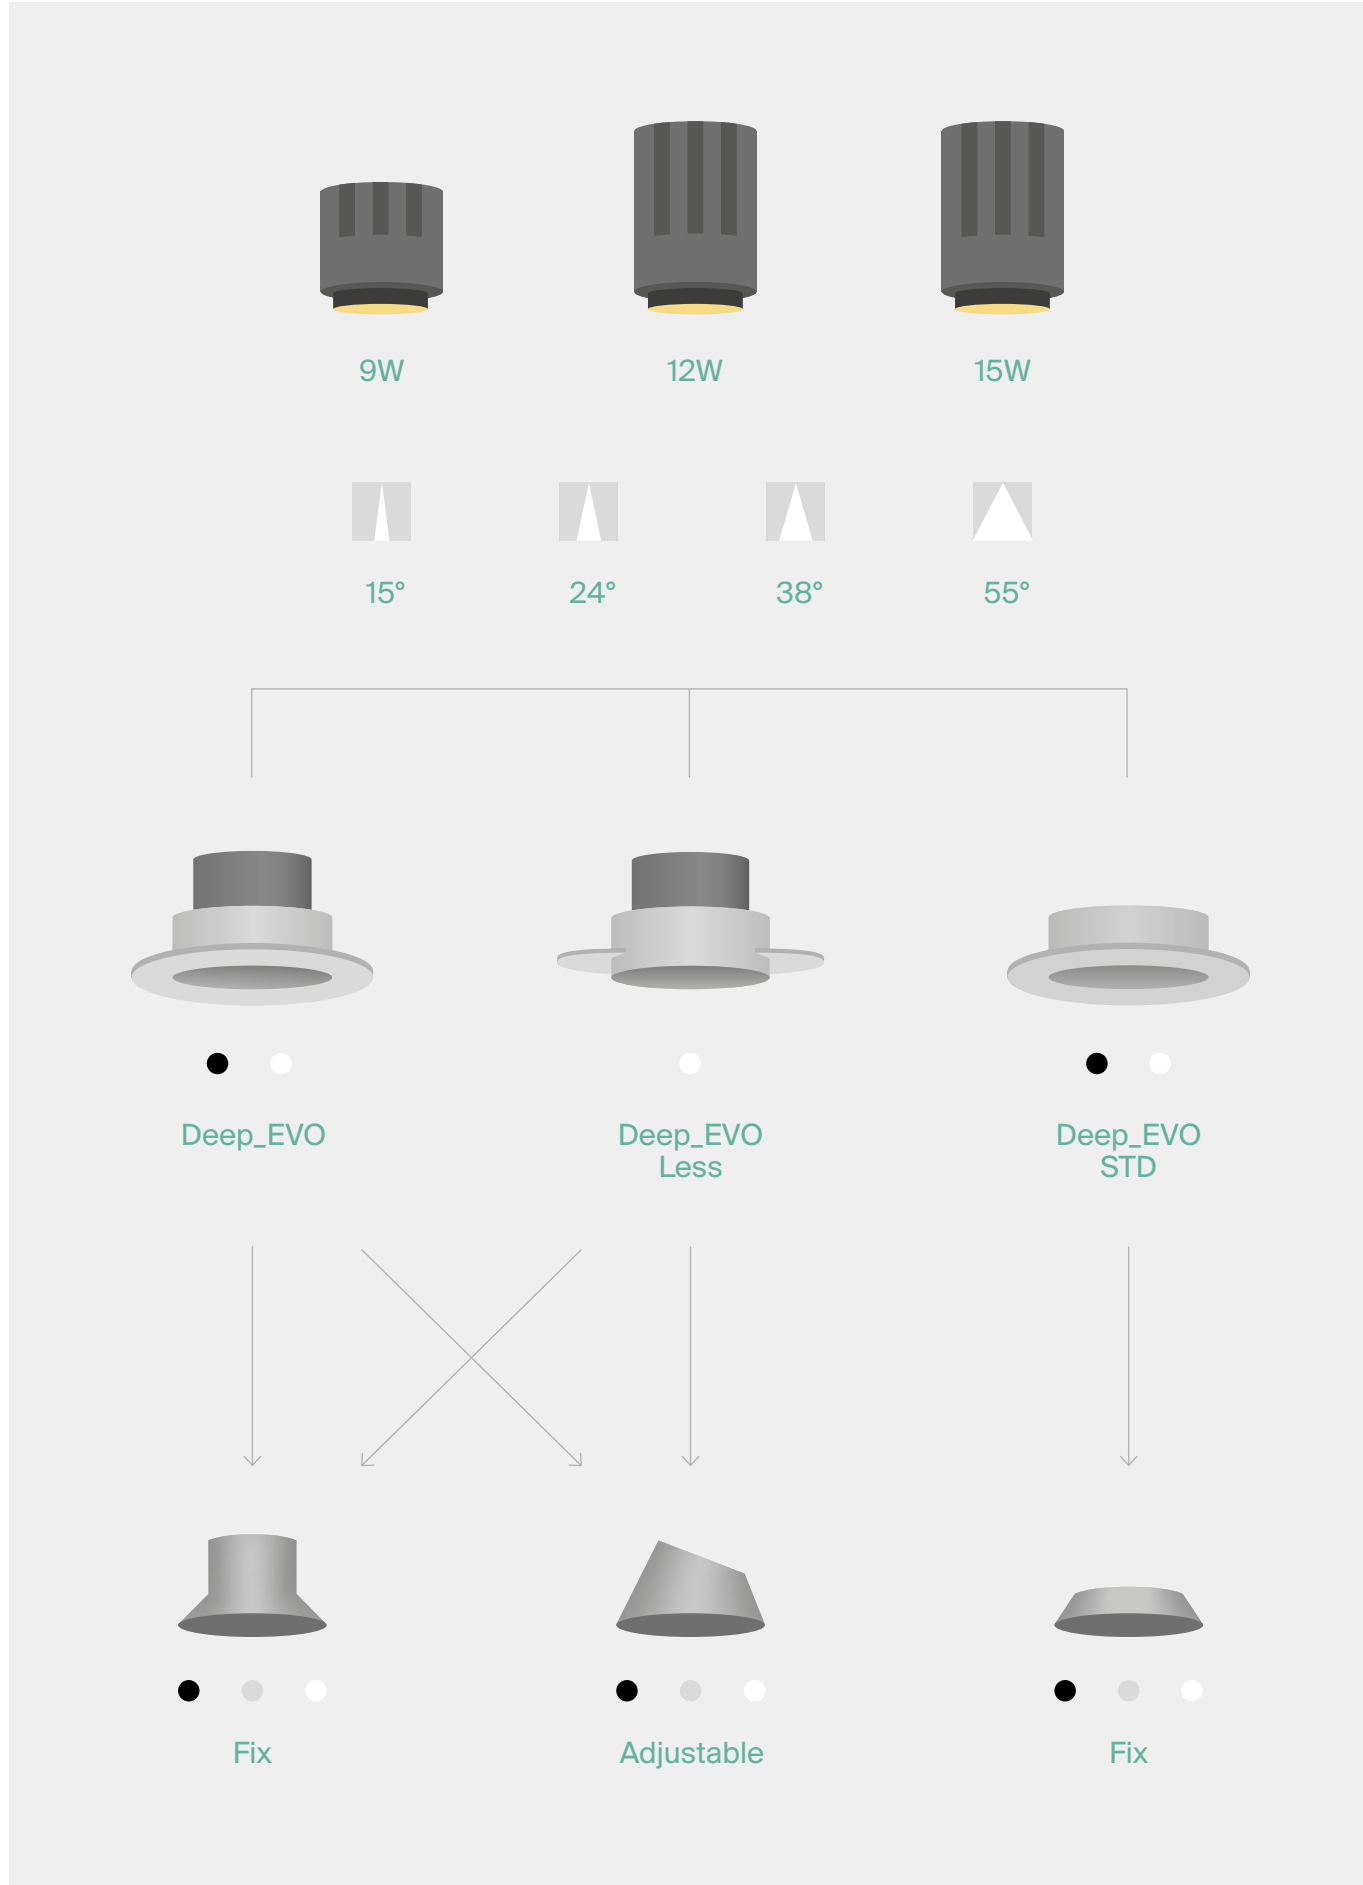 9W
12W
15W
15°
24°
38°
55°
Deep_EVO
Deep_EVO
Less
Deep_EVO
STD
Fix
Adjustable
Fix